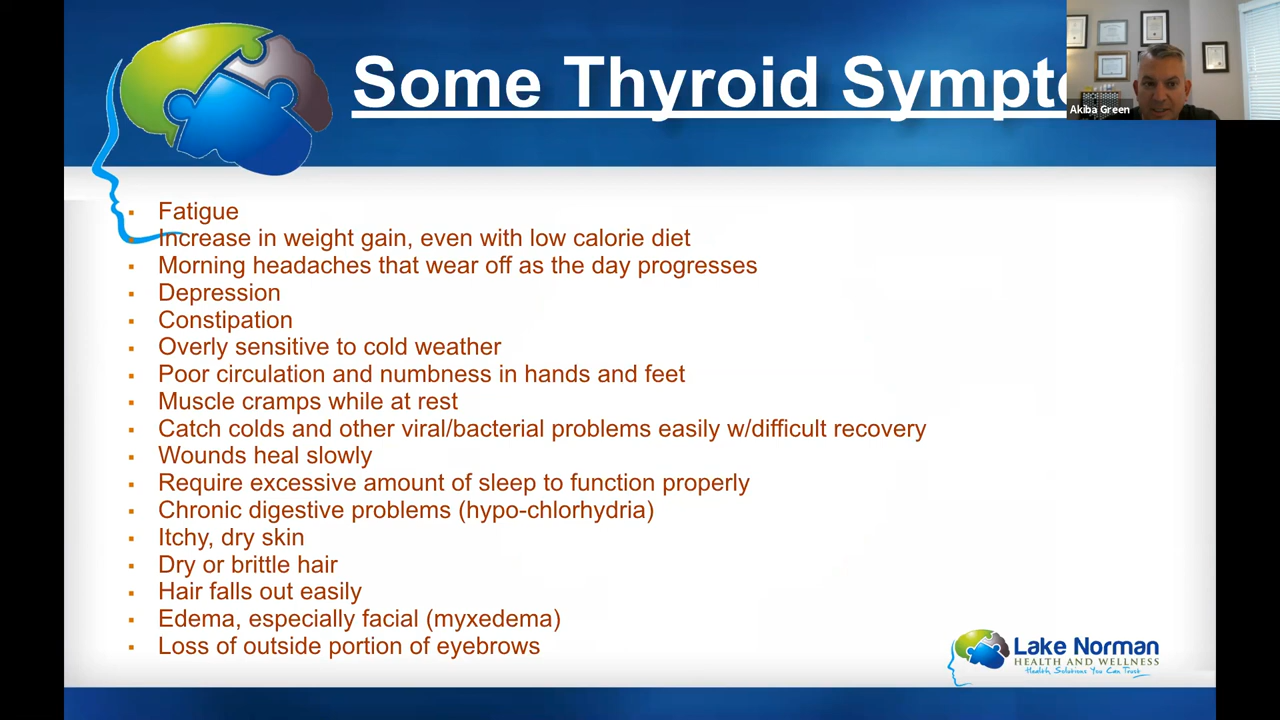 Some Thyroid Sympt
Akiba Green
▪ Fatigue
▪ Increase in weight gain, even with low calorie diet
▪ Morning headaches that wear off as the day progresses
▪ Depression
▪ Constipation
▪ Overly sensitive to cold weather
▪ Poor circulation and numbness in hands and feet
▪ Muscle cramps while at rest
▪ Catch colds and other viral/bacterial problems easily w/difficult recovery
▪ Wounds heal slowly
▪ Require excessive amount of sleep to function properly
▪ Chronic digestive problems (hypo-chlorhydria)
▪ Itchy, dry skin
▪ Dry or brittle hair
▪ Hair falls out easily
▪ Edema, especially facial (myxedema)
▪ Loss of outside portion of eyebrows
Lake Norman
HEALTH AND WELLNESS
Health Solutions You Can Trust